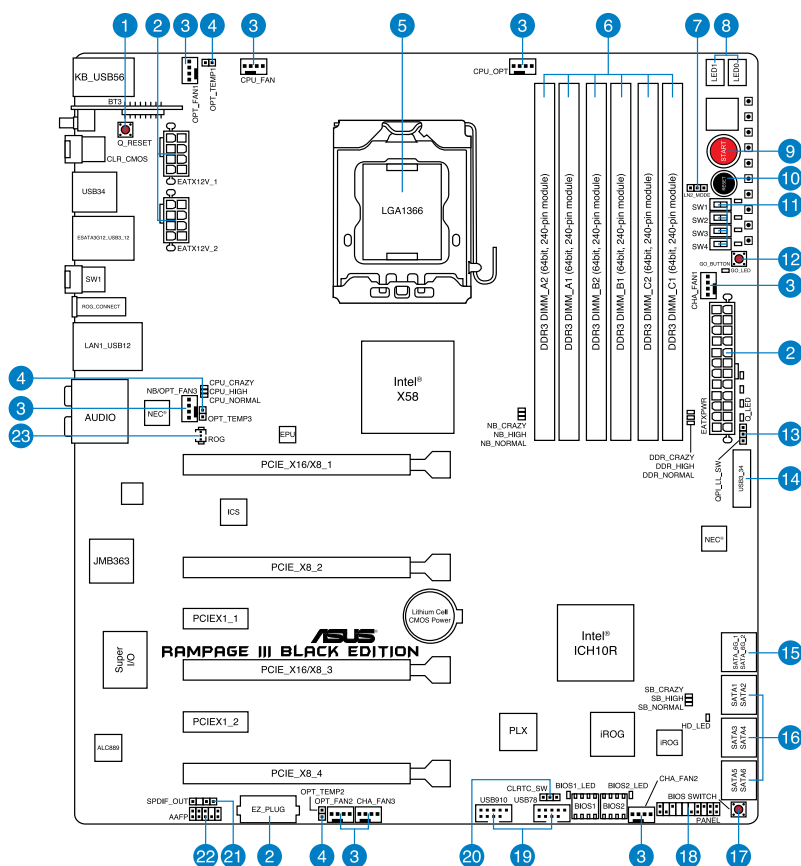 1
2
3
4
3
5
3
6
7
8
KB_USB56
BT3
OPT_FAN1
OPT_TEMP1
CPU_FAN
CPU_OPT
LED1
LED0
Q_RESET
CLR_CMOS
EATX12V_1
USB34
EATX12V_2
2
ESATA3G12_USB3_12
SW1
ROG_CONNECT
LAN1_USB12
LGA1366
DDR3 DIMM_A2 (64bit, 240-pin module)
DDR3 DIMM_A1 (64bit, 240-pin module)
DDR3 DIMM_B2 (64bit, 240-pin module)
DDR3 DIMM_B1 (64bit, 240-pin module)
DDR3 DIMM_C2 (64bit, 240-pin module)
DDR3 DIMM_C1 (64bit, 240-pin module)
START
9
RESET
10
LN2_MODE
SW1
SW2
SW3
SW4
11
GO_BUTTON
GO_LED
12
CHA_FAN1
3
2
EATXPWR
Q_LED
13
QPI_LL_SW
USB3_34
14
4
3
23
CPU_CRAZY
CPU_HIGH
CPU_NORMAL
NB/OPT_FAN3
OPT_TEMP3
ROG
AUDIO
NEC®
EPU
Intel®
X58
NB_CRAZY
NB_HIGH
NB_NORMAL
DDR_CRAZY
DDR_HIGH
DDR_NORMAL
NEC®
PCIE_X16/X8_1
ICS
JMB363
PCIE_X8_2
PCIEX1_1
Lithium Cell
CMOS Power
ASUS
RAMPAGE III BLACK EDITION
Super
I/O
PCIE_X16/X8_3
Intel®
ICH10R
SATA_6G_1
SATA_6G_2
15
SATA1
SATA2
SB_CRAZY
SB_HIGH
SB_NORMAL
HD_LED
SATA3
SATA4
16
PCIEX1_2
PLX
iROG
iROG
ALC889
PCIE_X8_4
SATA5
SATA6
SPDIF_OUT
AAFP
EZ_PLUG
OPT_TEMP2
OPT_FAN2
CHA_FAN3
USB910
CLRTC_SW
USB78
BIOS1_LED
BIOS2_LED
BIOS1
BIOS2
CHA_FAN2
BIOS SWITCH
PANEL
22
21
2
4
3
20
19
3
18
17